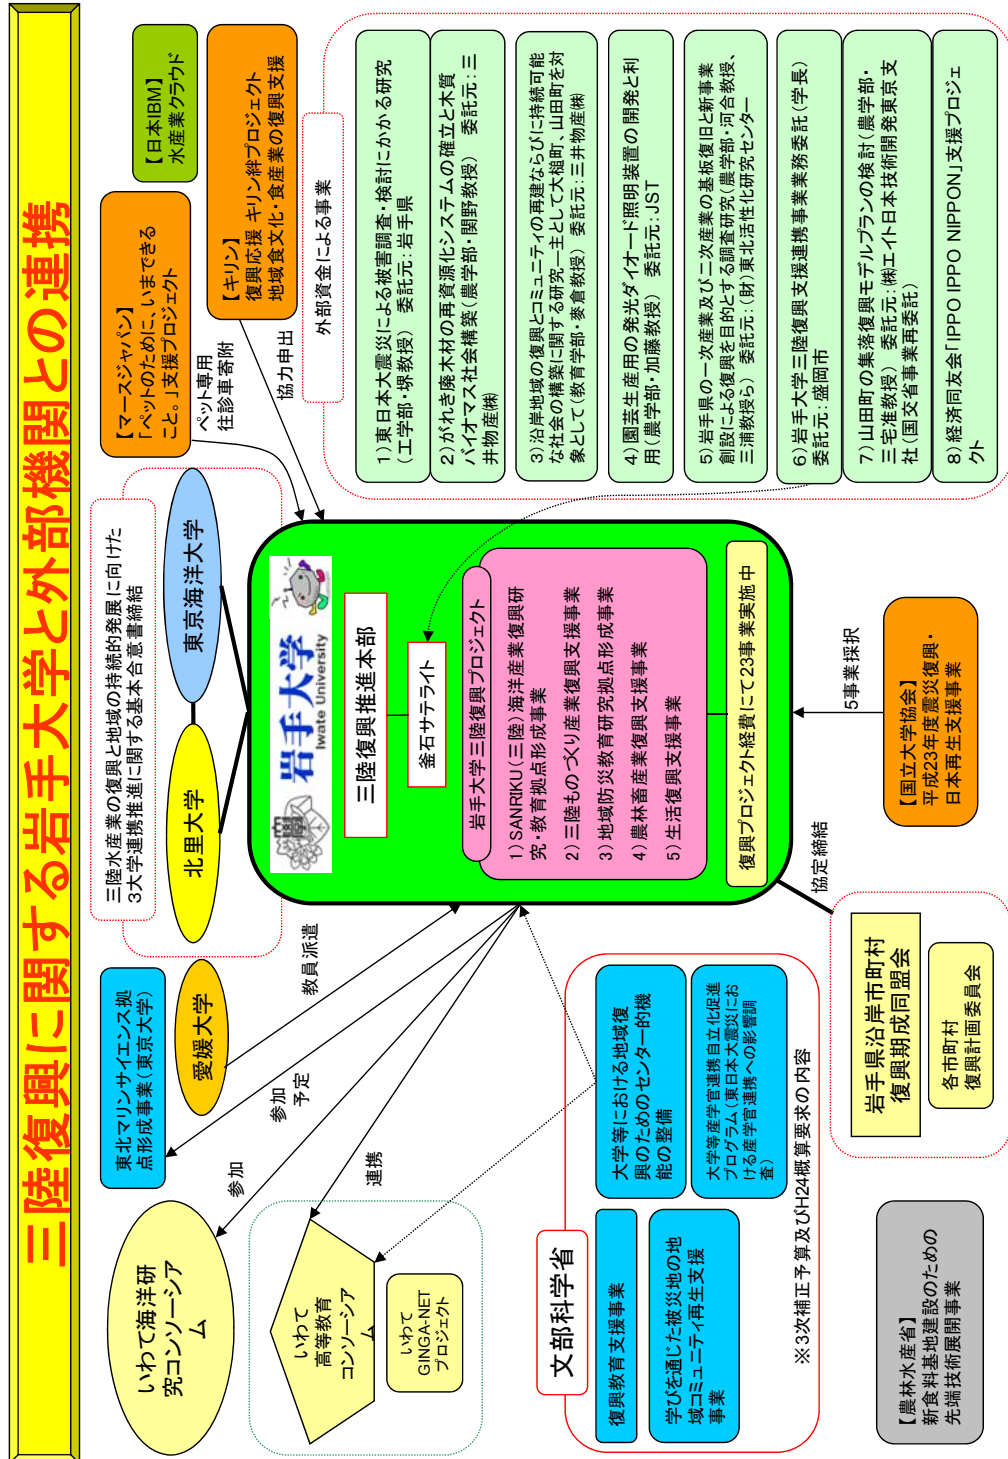 三陸復興に関する岩手大学と外部機関との連携
いわて海洋研
究コンソーシア
ム
東北マリンサイエンス拠
点形成事業(東京大学)
愛媛大学
三陸水産業の復興と地域の持続的発展に向けた
3大学連携推進に関する基本合意書締結
北里大学
東京海洋大学
【マースジャパン】
「ペットのために、いまできる
こと。」支援プロジェクト
【日本IBM】
水産業クラウド
【キリン】
復興応援 キリン絆プロジェクト
地域食文化・食産業の復興支援
ペット専用
往診車寄附
協力申出
参加
参加
予定
教員派遣
連携
いわて
高等教育
コンソーシア
ム
いわて
GINGA-NET
プロジェクト
岩手大学
Iwate University
三陸復興推進本部
釜石サテライト
岩手大学三陸復興プロジェクト
1)SANRIKU(三陸)海洋産業復興研
究・教育拠点形成事業
2)三陸ものづくり産業復興支援事業
3)地域防災教育研究拠点形成事業
4)農林畜産業復興支援事業
5)生活復興支援事業
復興プロジェクト経費にて23事業実施中
外部資金による事業
1)東日本大震災による被害調査・検討にかかる研究
(工学部・堺教授) 委託元:岩手県
2)がれき廃木材の再資源化システムの確立と木質
バイオマス社会構築(農学部・関野教授) 委託元:三
井物産㈱
3)沿岸地域の復興とコミュニティの再建ならびに持続可能
な社会の構築に関する研究―主として大槌町、山田町を対
象として(教育学部・麥倉教授) 委託元:三井物産㈱
4)園芸生産用の発光ダイオード照明装置の開発と利
用(農学部・加藤教授) 委託元:JST
5)岩手県の一次産業及び二次産業の基板復旧と新事業
創設による復興を目的とする調査研究(農学部・河合教授、
三浦教授ら) 委託元:(財)東北活性化研究センター
6)岩手大学三陸復興支援連携事業業務委託(学長)
委託元:盛岡市
7)山田町の集落復興モデルプランの検討(農学部・
三宅准教授) 委託元:㈱エイト日本技術開発東京支
社(国交省事業再委託)
8)経済同友会「IPPO IPPO NIPPON」支援プロジェ
クト
文部科学省
復興教育支援事業
学びを通じた被災地の地
域コミュニティ再生支援
事業
大学等における地域復
興のためのセンター的機
能の整備
大学等産学官連携自立化促進
プログラム(東日本大震災にお
ける産学官連携への影響調
査)
※3次補正予算及びH24概算要求の内容
協定締結
岩手県沿岸市町村
復興期成同盟会
各市町村
復興計画委員会
5事業採択
【国立大学協会】
平成23年度震災復興・
日本再生支援事業
【農林水産省】
新食料基地建設のための
先端技術展開事業